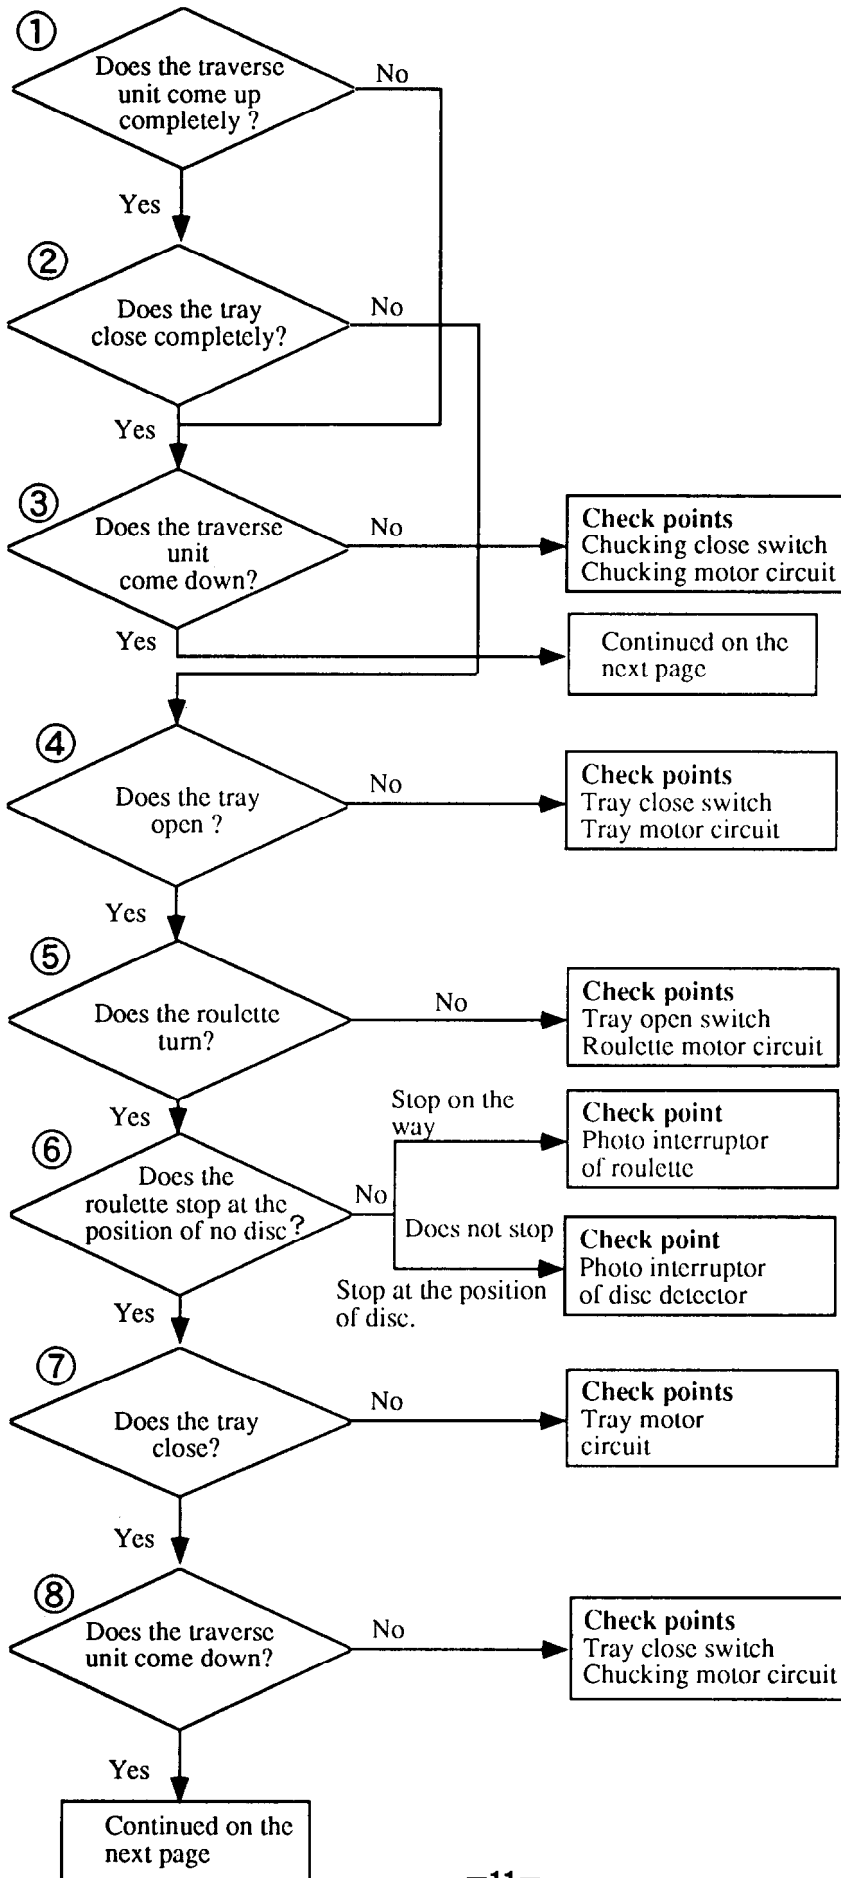 ①
Does the traverse
unit come up
completely ?
No
Yes
②
Does the tray
close completely?
No
Yes
③
Does the traverse
unit
come down?
No
Check points
Chucking close switch
Chucking motor circuit
Yes
Continued on the
next page
④
Does the tray
open ?
No
Check points
Tray close switch
Tray motor circuit
Yes
⑤
Does the roulette
turn?
No
Check points
Tray open switch
Roulette motor circuit
Yes
⑥
Does the
roulette stop at the
position of no disc?
No
Stop on the
way
Check point
Photo interruptor
of roulette
Does not stop
Stop at the position
of disc.
Check point
Photo interruptor
of disc detector
Yes
⑦
Does the tray
close?
No
Check points
Tray motor
circuit
Yes
⑧
Does the traverse
unit come down?
No
Check points
Tray close switch
Chucking motor circuit
Yes
Continued on the
next page
—11—